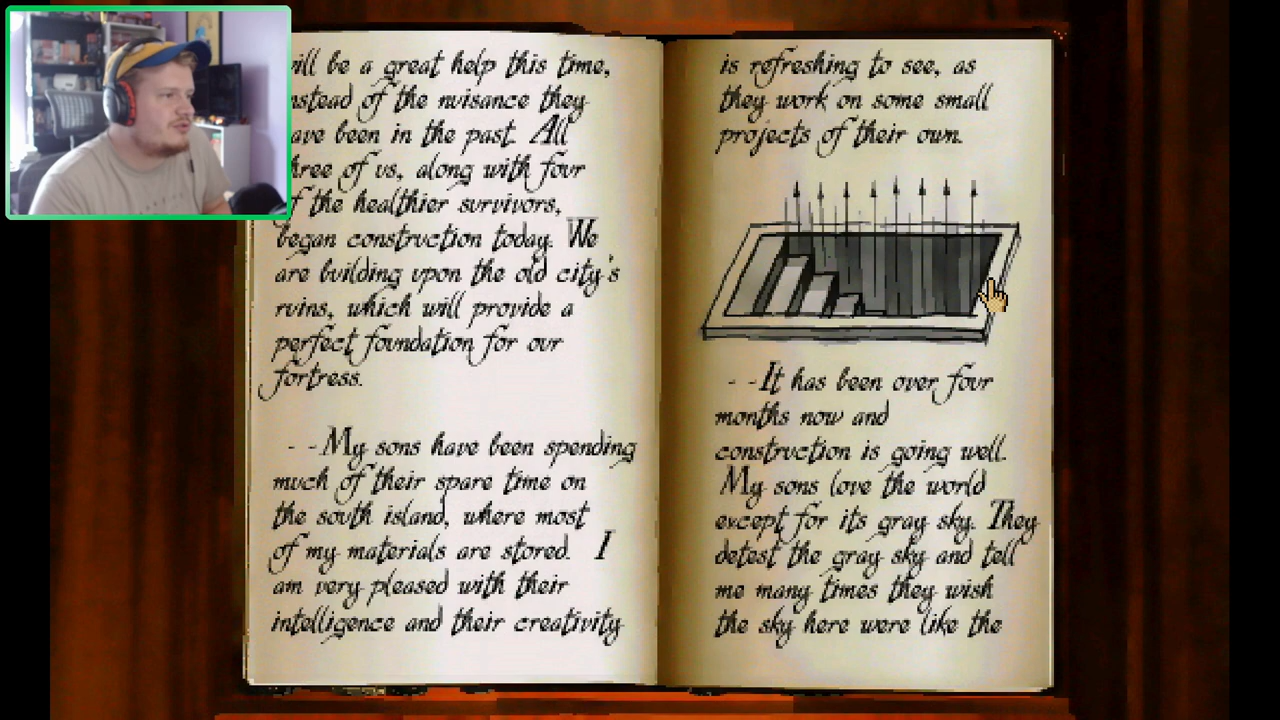 will be a great help this time,
instead of the nuisance they
have been in the past. All
three of us, along with four
of the healthier survivors,
began construction today. We
are building upon the old city's
ruins, which will provide a
perfect foundation for our
fortress.
- -My sons have been spending
much of their spare time on
the south island, where most
of my materials are stored. I
am very pleased with their
intelligence and their creativity
is refreshing to see, as
they work on some small
projects of their own.
- -It has been over four
months now and
construction is going well.
My sons love the world
except for its gray sky. They
detest the gray sky and tell
me many times they wish
the sky here were like the